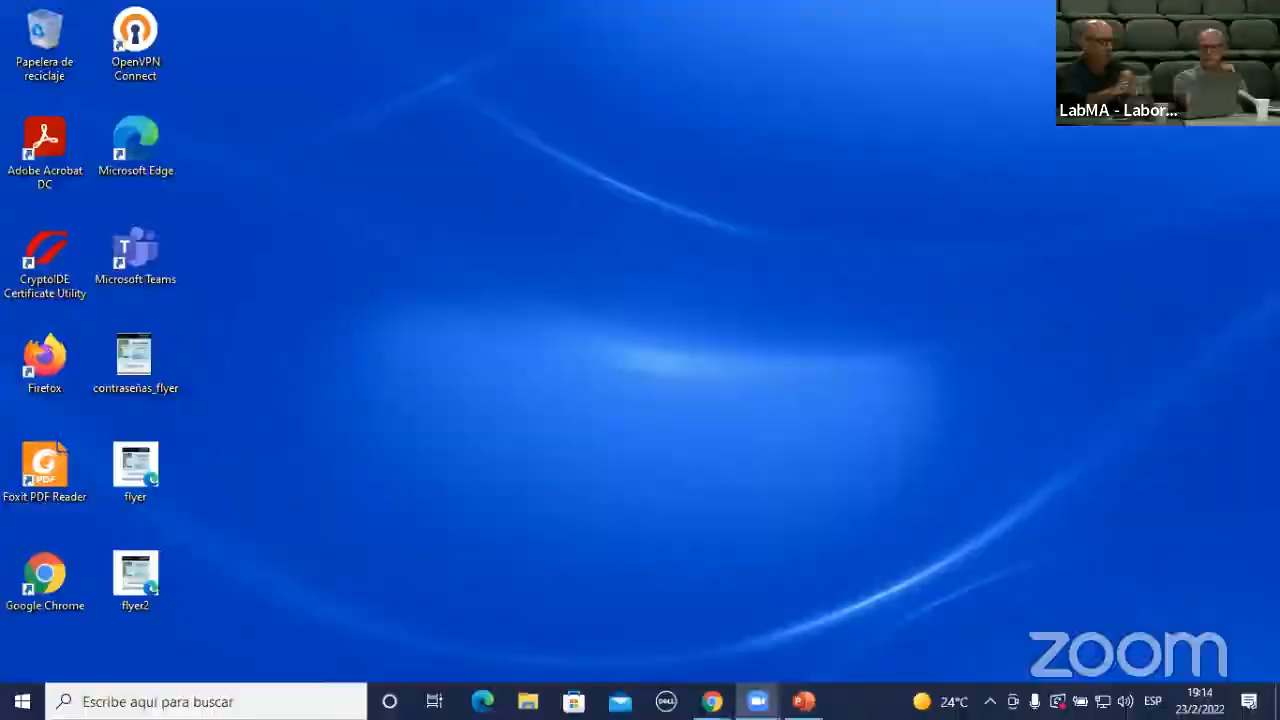 Papelera de
reciclaje
OpenVPN
Connect
Adobe Acrobat
DC
Microsoft Edge
CryptoIDE
Certificate Utility
T
Microsoft Teams
Firefox
contraseñas_flyer
PDF
Foxit PDF Reader
flyer
Google Chrome
flyer2
LabMA - Labor...
zoom
Escribe aquí para buscar
DELL
24°C
ESP
19:14
23/2/2022